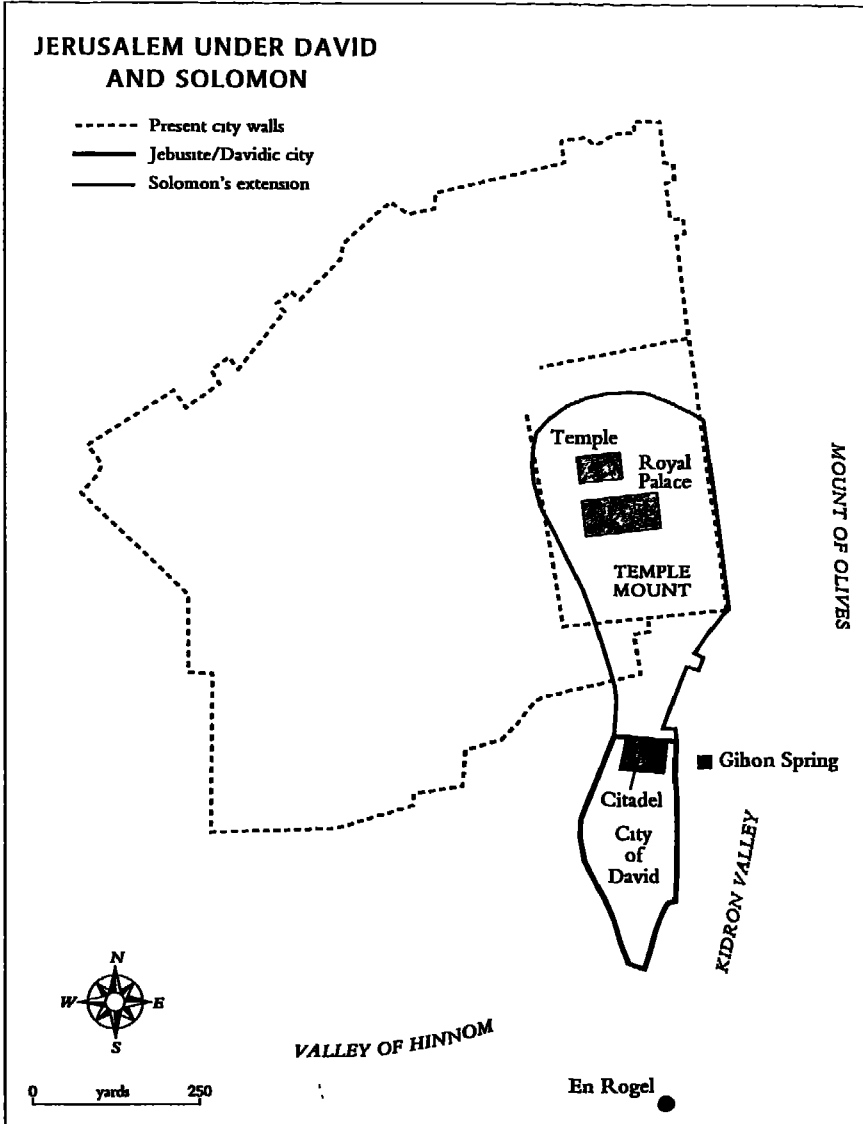 JERUSALEM UNDER DAVID
AND SOLOMON
Present city walls
Jebusite/Davidic city
Solomon's extension
Temple
Royal
Palace
TEMPLE
MOUNT
MOUNT OF OLIVES
Gihon Spring
Citadel
City
of
David
KIDRON VALLEY
N
W
E
S
VALLEY OF HINNOM
0 yards 250
En Rogel